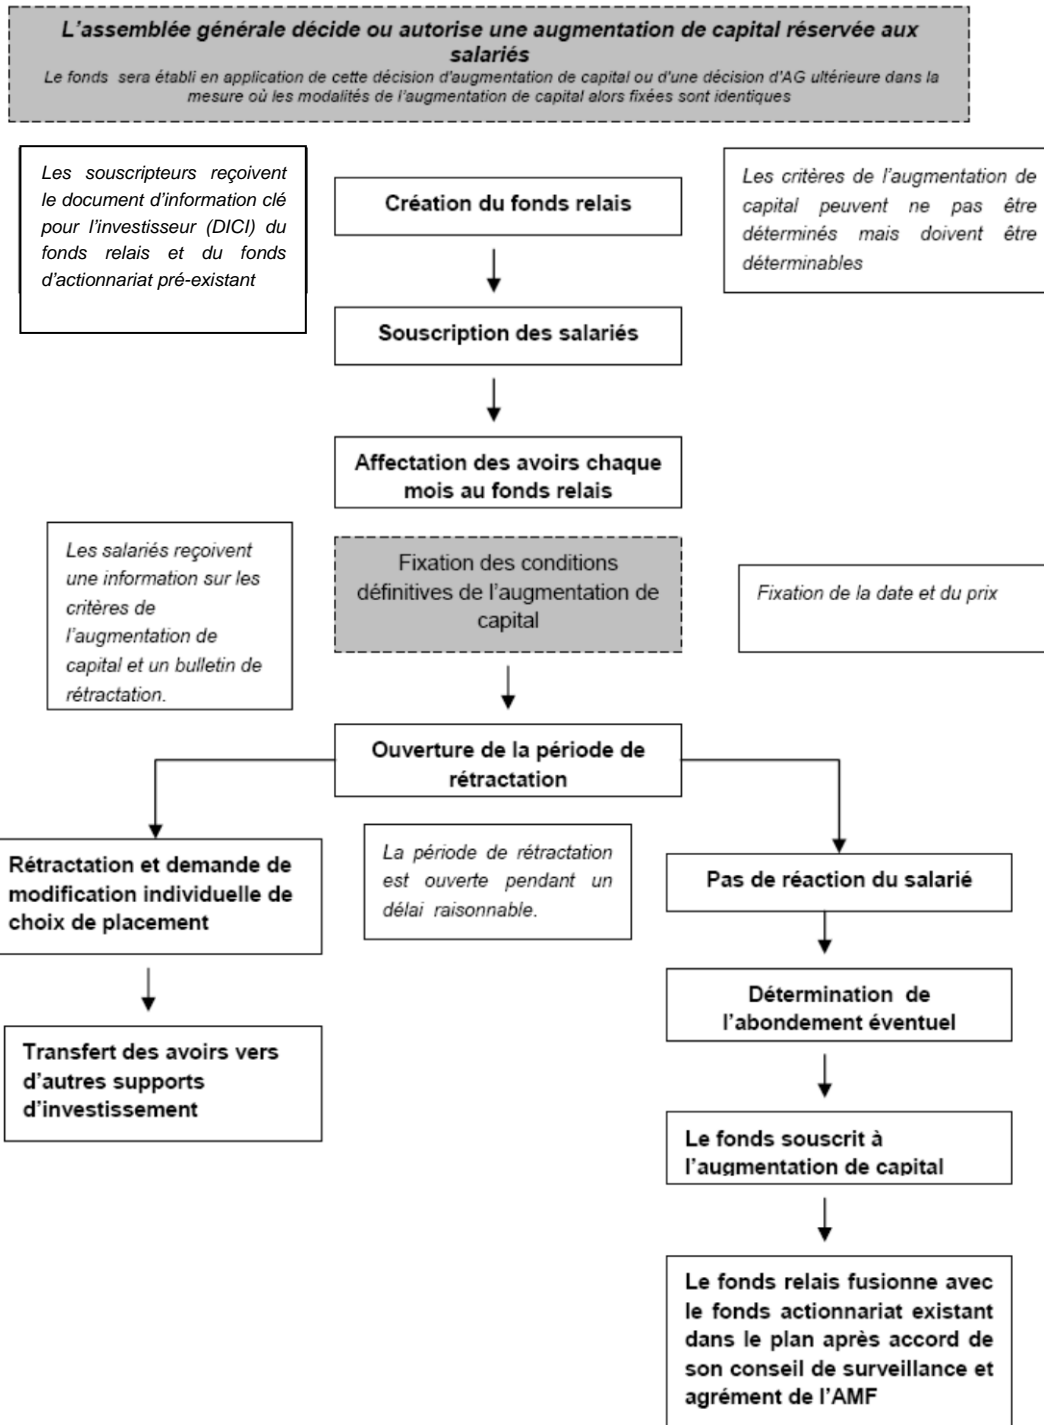 L'assemblée générale décide ou autorise une augmentation de capital réservée aux
salariés
Le fonds sera établi en application de cette décision d'augmentation de capital ou d'une décision d'AG ultérieure dans la
mesure où les modalités de l'augmentation de capital alors fixées sont identiques
Les souscripteurs reçoivent
le document d'information clé
pour l'investisseur (DICI) du
fonds relais et du fonds
d'actionnariat pré-existant
Création du fonds relais
Les critères de l'augmentation de
capital peuvent ne pas être
déterminés mais doivent être
déterminables
Souscription des salariés
Affectation des avoirs chaque
mois au fonds relais
Les salariés reçoivent
une information sur les
critères de
l'augmentation de
capital et un bulletin de
rétractation.
Fixation des conditions
définitives de l'augmentation de
capital
Fixation de la date et du prix
Ouverture de la période de
rétractation
Rétractation et demande de
modification individuelle de
choix de placement
La période de rétractation
est ouverte pendant un
délai raisonnable.
Pas de réaction du salarié
Transfert des avoirs vers
d'autres supports
d'investissement
Détermination de
l'abondement éventuel
Le fonds souscrit à
l'augmentation de capital
Le fonds relais fusionne avec
le fonds actionnariat existant
dans le plan après accord de
son conseil de surveillance et
agrément de l'AMF